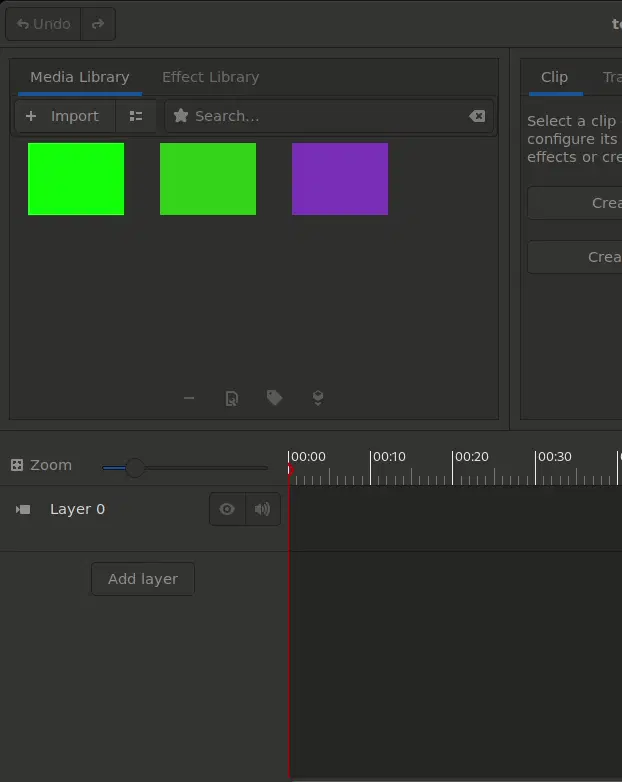 Undo
te
Media Library Effect Library
Clip Tra
Import
Search...
Select a clip
configure its
effects or cre
Crea
Crea
Zoom
00:00 00:10 00:20 00:30
Layer 0
Add layer